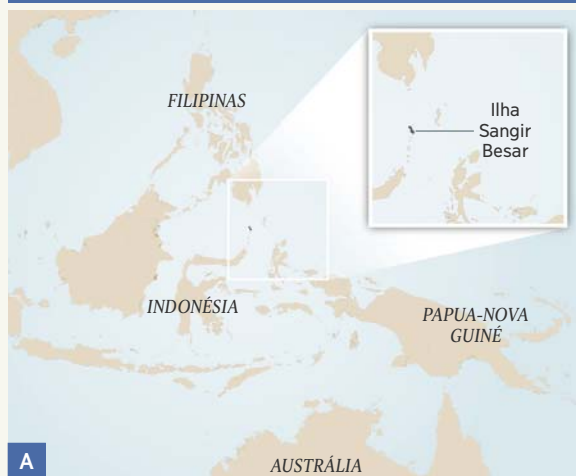 FILIPINAS
Ilha
Sangir
Besar
INDONÉSIA
PAPUA-NOVA
GUINÉ
AUSTRÁLIA
A